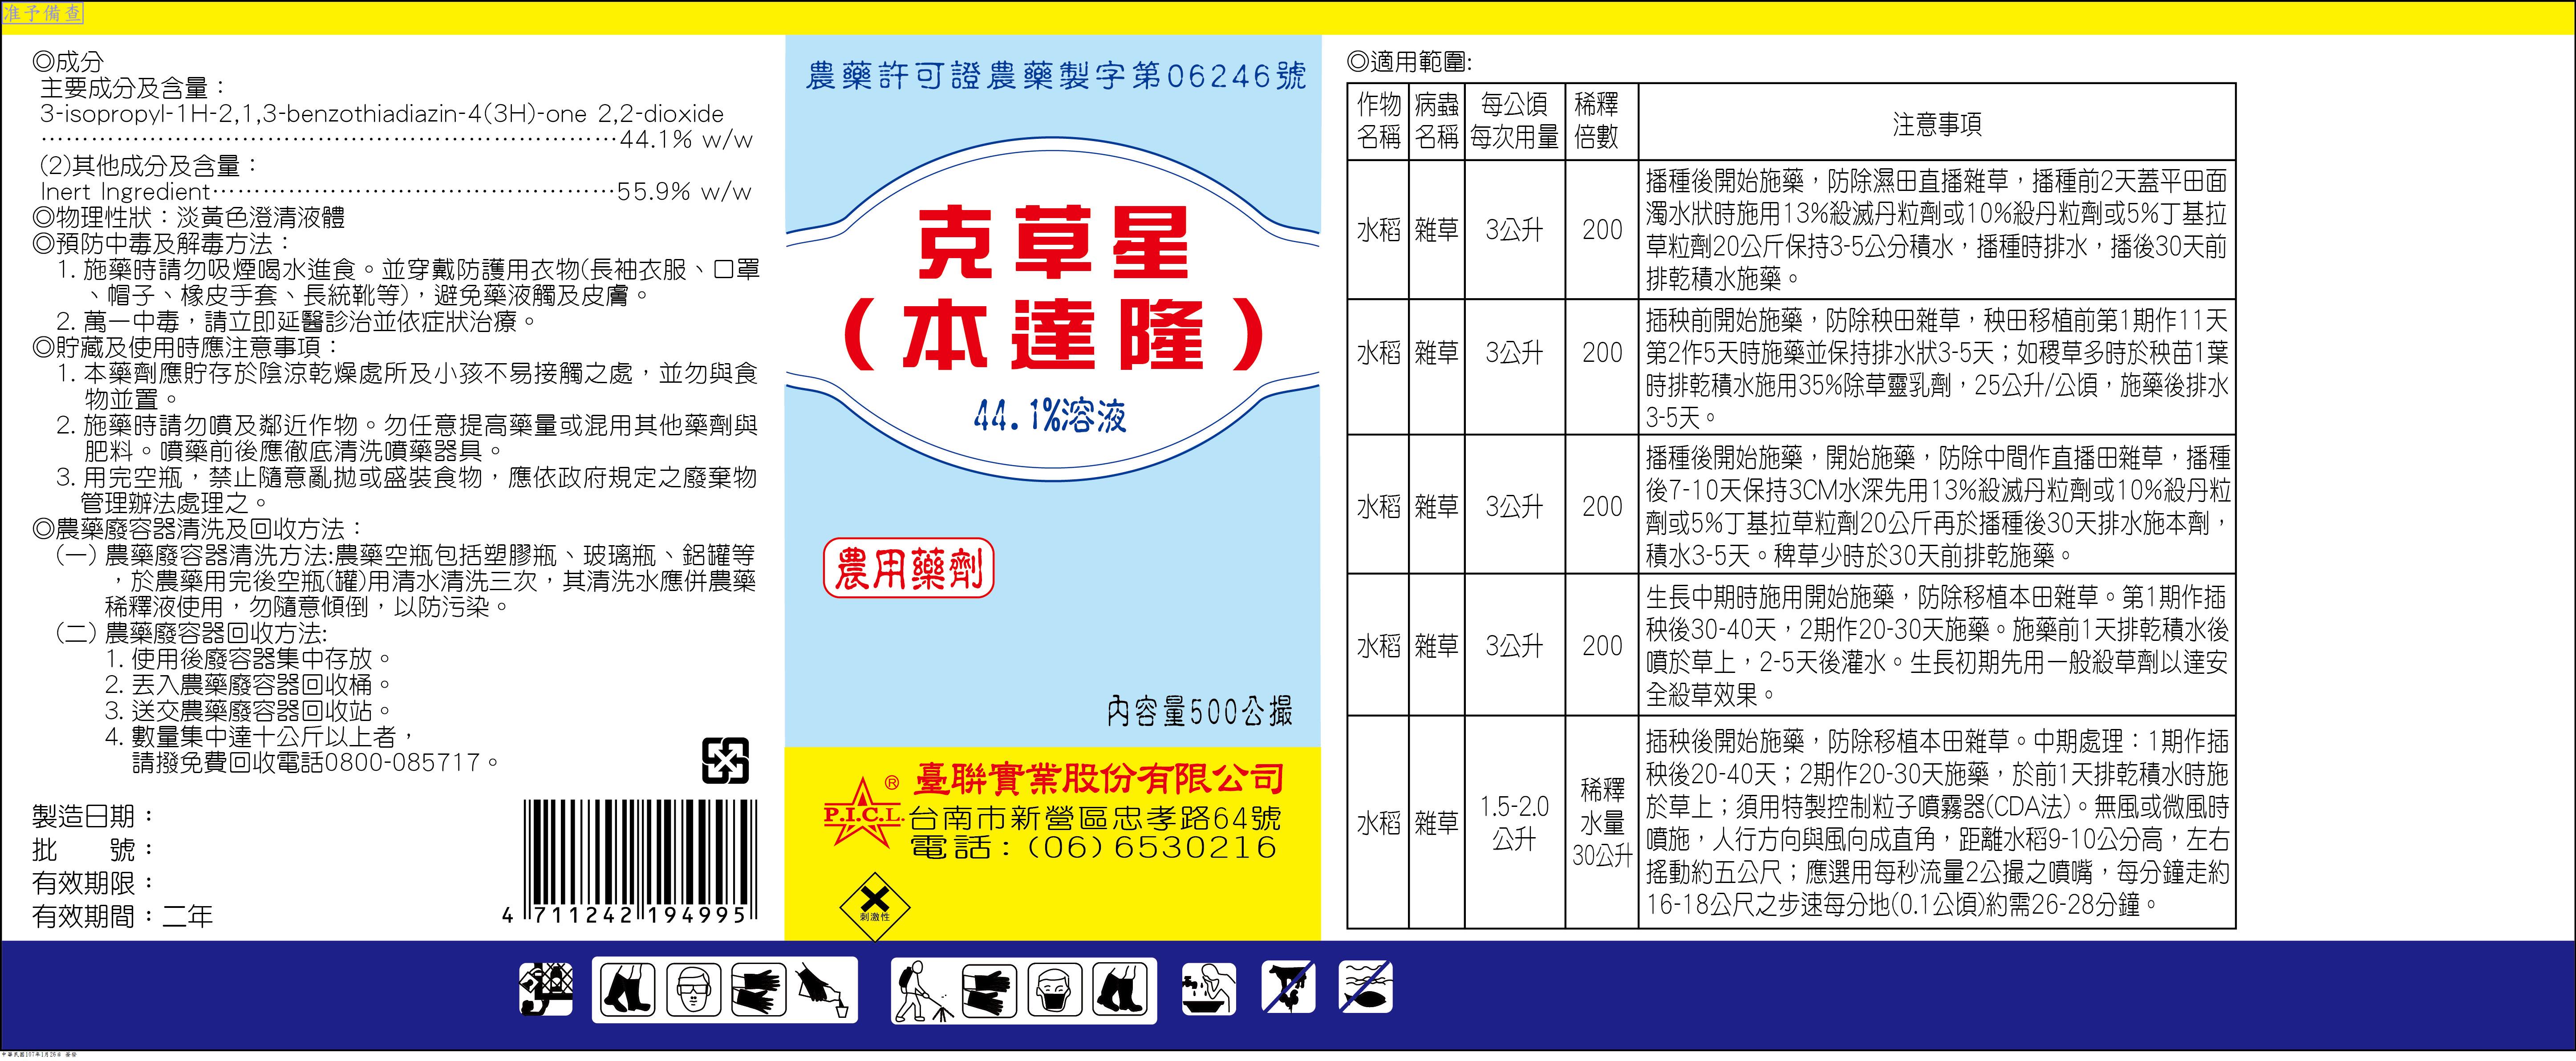 准予備查
◎成分
主要成分及含量：
3-isopropyl-1H-2,1,3-benzothiadiazin-4(3H)-one 2,2-dioxide
……………………………………………………………44.1% w/w
(2)其他成分及含量：
Inert Ingredient…………………………………………55.9% w/w
◎物理性狀：淡黃色澄清液體
◎預防中毒及解毒方法：
1. 施藥時請勿吸煙喝水進食。並穿戴防護用衣物(長袖衣服、口罩
、帽子、橡皮手套、長統靴等)，避免藥液觸及皮膚。
2. 萬一中毒，請立即延醫診治並依症狀治療。
◎貯藏及使用時應注意事項：
1. 本藥劑應貯存於陰涼乾燥處所及小孩不易接觸之處，並勿與食
物並置。
2. 施藥時請勿噴及鄰近作物。勿任意提高藥量或混用其他藥劑與
肥料。噴藥前後應徹底清洗噴藥器具。
3. 用完空瓶，禁止隨意亂拋或盛裝食物，應依政府規定之廢棄物
管理辦法處理之。
◎農藥廢容器清洗及回收方法：
(一) 農藥廢容器清洗方法:農藥空瓶包括塑膠瓶、玻璃瓶、鋁罐等
，於農藥用完後空瓶(罐)用清水清洗三次，其清洗水應併農藥
稀釋液使用，勿隨意傾倒，以防污染。
(二) 農藥廢容器回收方法:
1. 使用後廢容器集中存放。
2. 丟入農藥廢容器回收桶。
3. 送交農藥廢容器回收站。
4. 數量集中達十公斤以上者，
請撥免費回收電話0800-085717。
製造日期：
批　　號：
有效期限：
有效期間：二年
4 711242 194995
農藥許可證農藥製字第06246號
克草星
(本達隆)
44.1%溶液
農用藥劑
內容量500公撮
® 臺聯實業股份有限公司
P.I.C.L. 台南市新營區忠孝路64號
電話：(06)6530216
刺激性
◎適用範圍:
作物名稱 病蟲名稱 每公頃每次用量 稀釋倍數 注意事項
水稻 雜草 3公升 200
播種後開始施藥，防除濕田直播雜草，播種前2天蓋平田面
濁水狀時施用13%殺滅丹粒劑或10%殺丹粒劑或5%丁基拉
草粒劑20公斤保持3-5公分積水，播種時排水，播後30天前
排乾積水施藥。
水稻 雜草 3公升 200
插秧前開始施藥，防除秧田雜草，秧田移植前第1期作11天
第2作5天時施藥並保持排水狀3-5天；如稷草多時於秧苗1葉
時排乾積水施用35%除草靈乳劑，25公升/公頃，施藥後排水
3-5天。
水稻 雜草 3公升 200
播種後開始施藥，開始施藥，防除中間作直播田雜草，播種
後7-10天保持3CM水深先用13%殺滅丹粒劑或10%殺丹粒
劑或5%丁基拉草粒劑20公斤再於播種後30天排水施本劑，
積水3-5天。稗草少時於30天前排乾施藥。
水稻 雜草 3公升 200
生長中期時施用開始施藥，防除移植本田雜草。第1期作插
秧後30-40天，2期作20-30天施藥。施藥前1天排乾積水後
噴於草上，2-5天後灌水。生長初期先用一般殺草劑以達安
全殺草效果。
水稻 雜草 1.5-2.0公升 稀釋水量30公升
插秧後開始施藥，防除移植本田雜草。中期處理：1期作插
秧後20-40天；2期作20-30天施藥，於前1天排乾積水時施
於草上；須用特製控制粒子噴霧器(CDA法)。無風或微風時
噴施，人行方向與風向成直角，距離水稻9-10公分高，左右
搖動約五公尺；應選用每秒流量2公撮之噴嘴，每分鐘走約
16-18公尺之步速每分地(0.1公頃)約需26-28分鐘。
中華民國107年1月26日